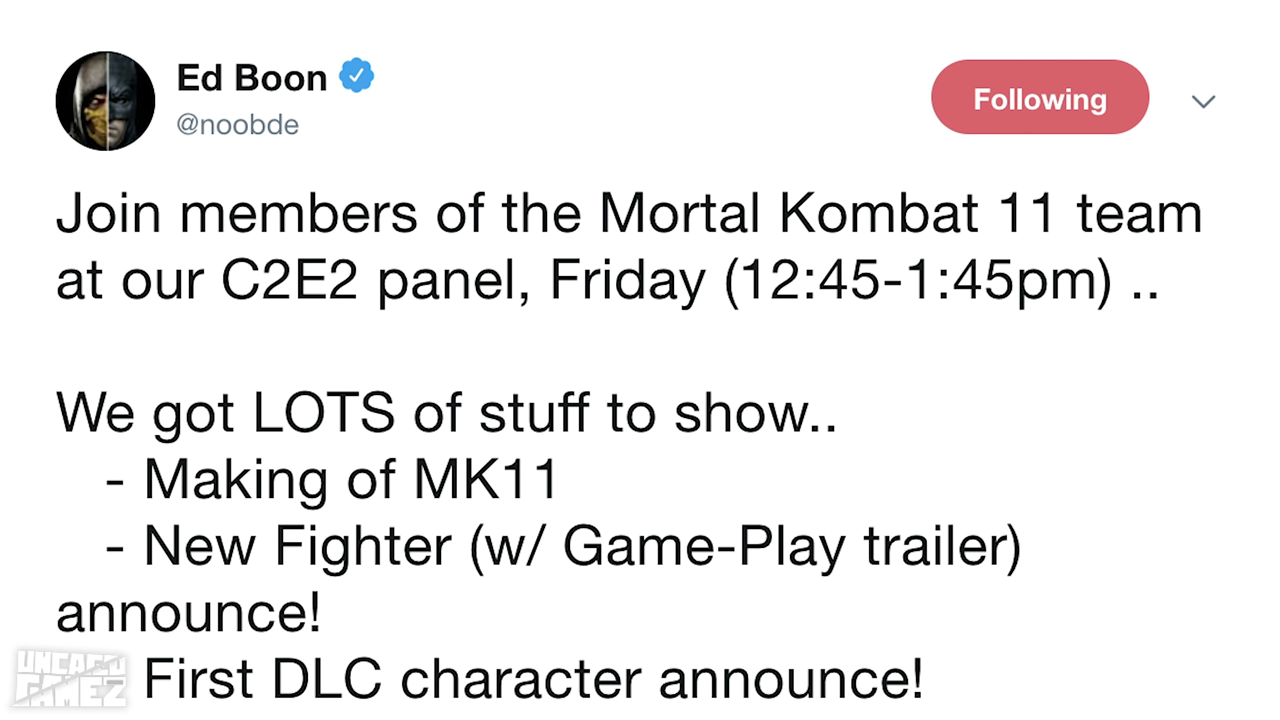 Ed Boon
@noobde
Following
Join members of the Mortal Kombat 11 team
at our C2E2 panel, Friday (12:45-1:45pm) ..
We got LOTS of stuff to show..
- Making of MK11
- New Fighter (w/ Game-Play trailer)
announce!
- First DLC character announce!
UNCAGED
GAMEZ